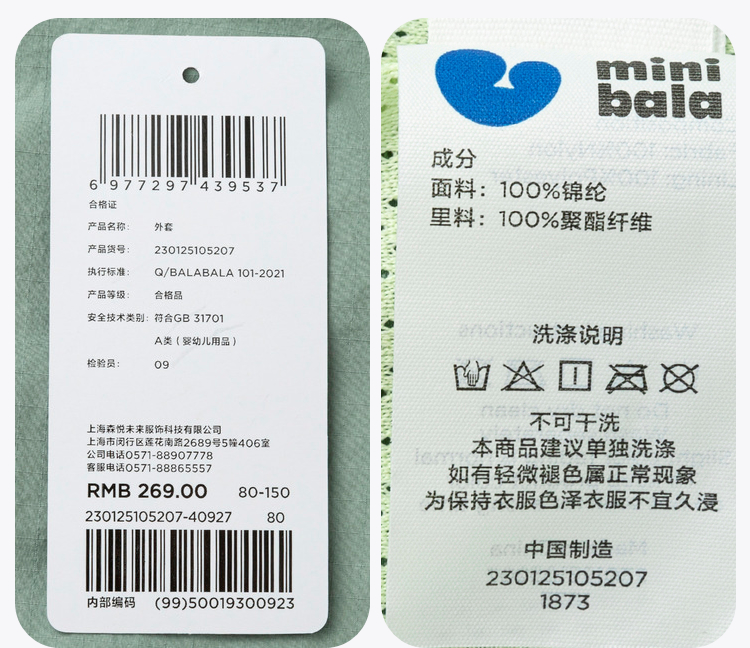 6 977297 439537
合格证
产品名称： 外套
产品货号： 230125105207
执行标准： Q/BALABALA 101-2021
产品等级： 合格品
安全技术类别：符合GB 31701
A类（婴幼儿用品）
检验员： 09
上海森悦未来服饰科技有限公司
上海市闵行区莲花南路2689号5幢406室
公司电话0571-88907778
客服电话0571-88865557
RMB 269.00 80-150
230125105207-40927 80
内部编码 (99)50019300923
mini
bala
成分
面料：100%锦纶
里料：100%聚酯纤维
洗涤说明
不可干洗
本商品建议单独洗涤
如有轻微褪色属正常现象
为保持衣服色泽衣服不宜久浸
中国制造
230125105207
1873